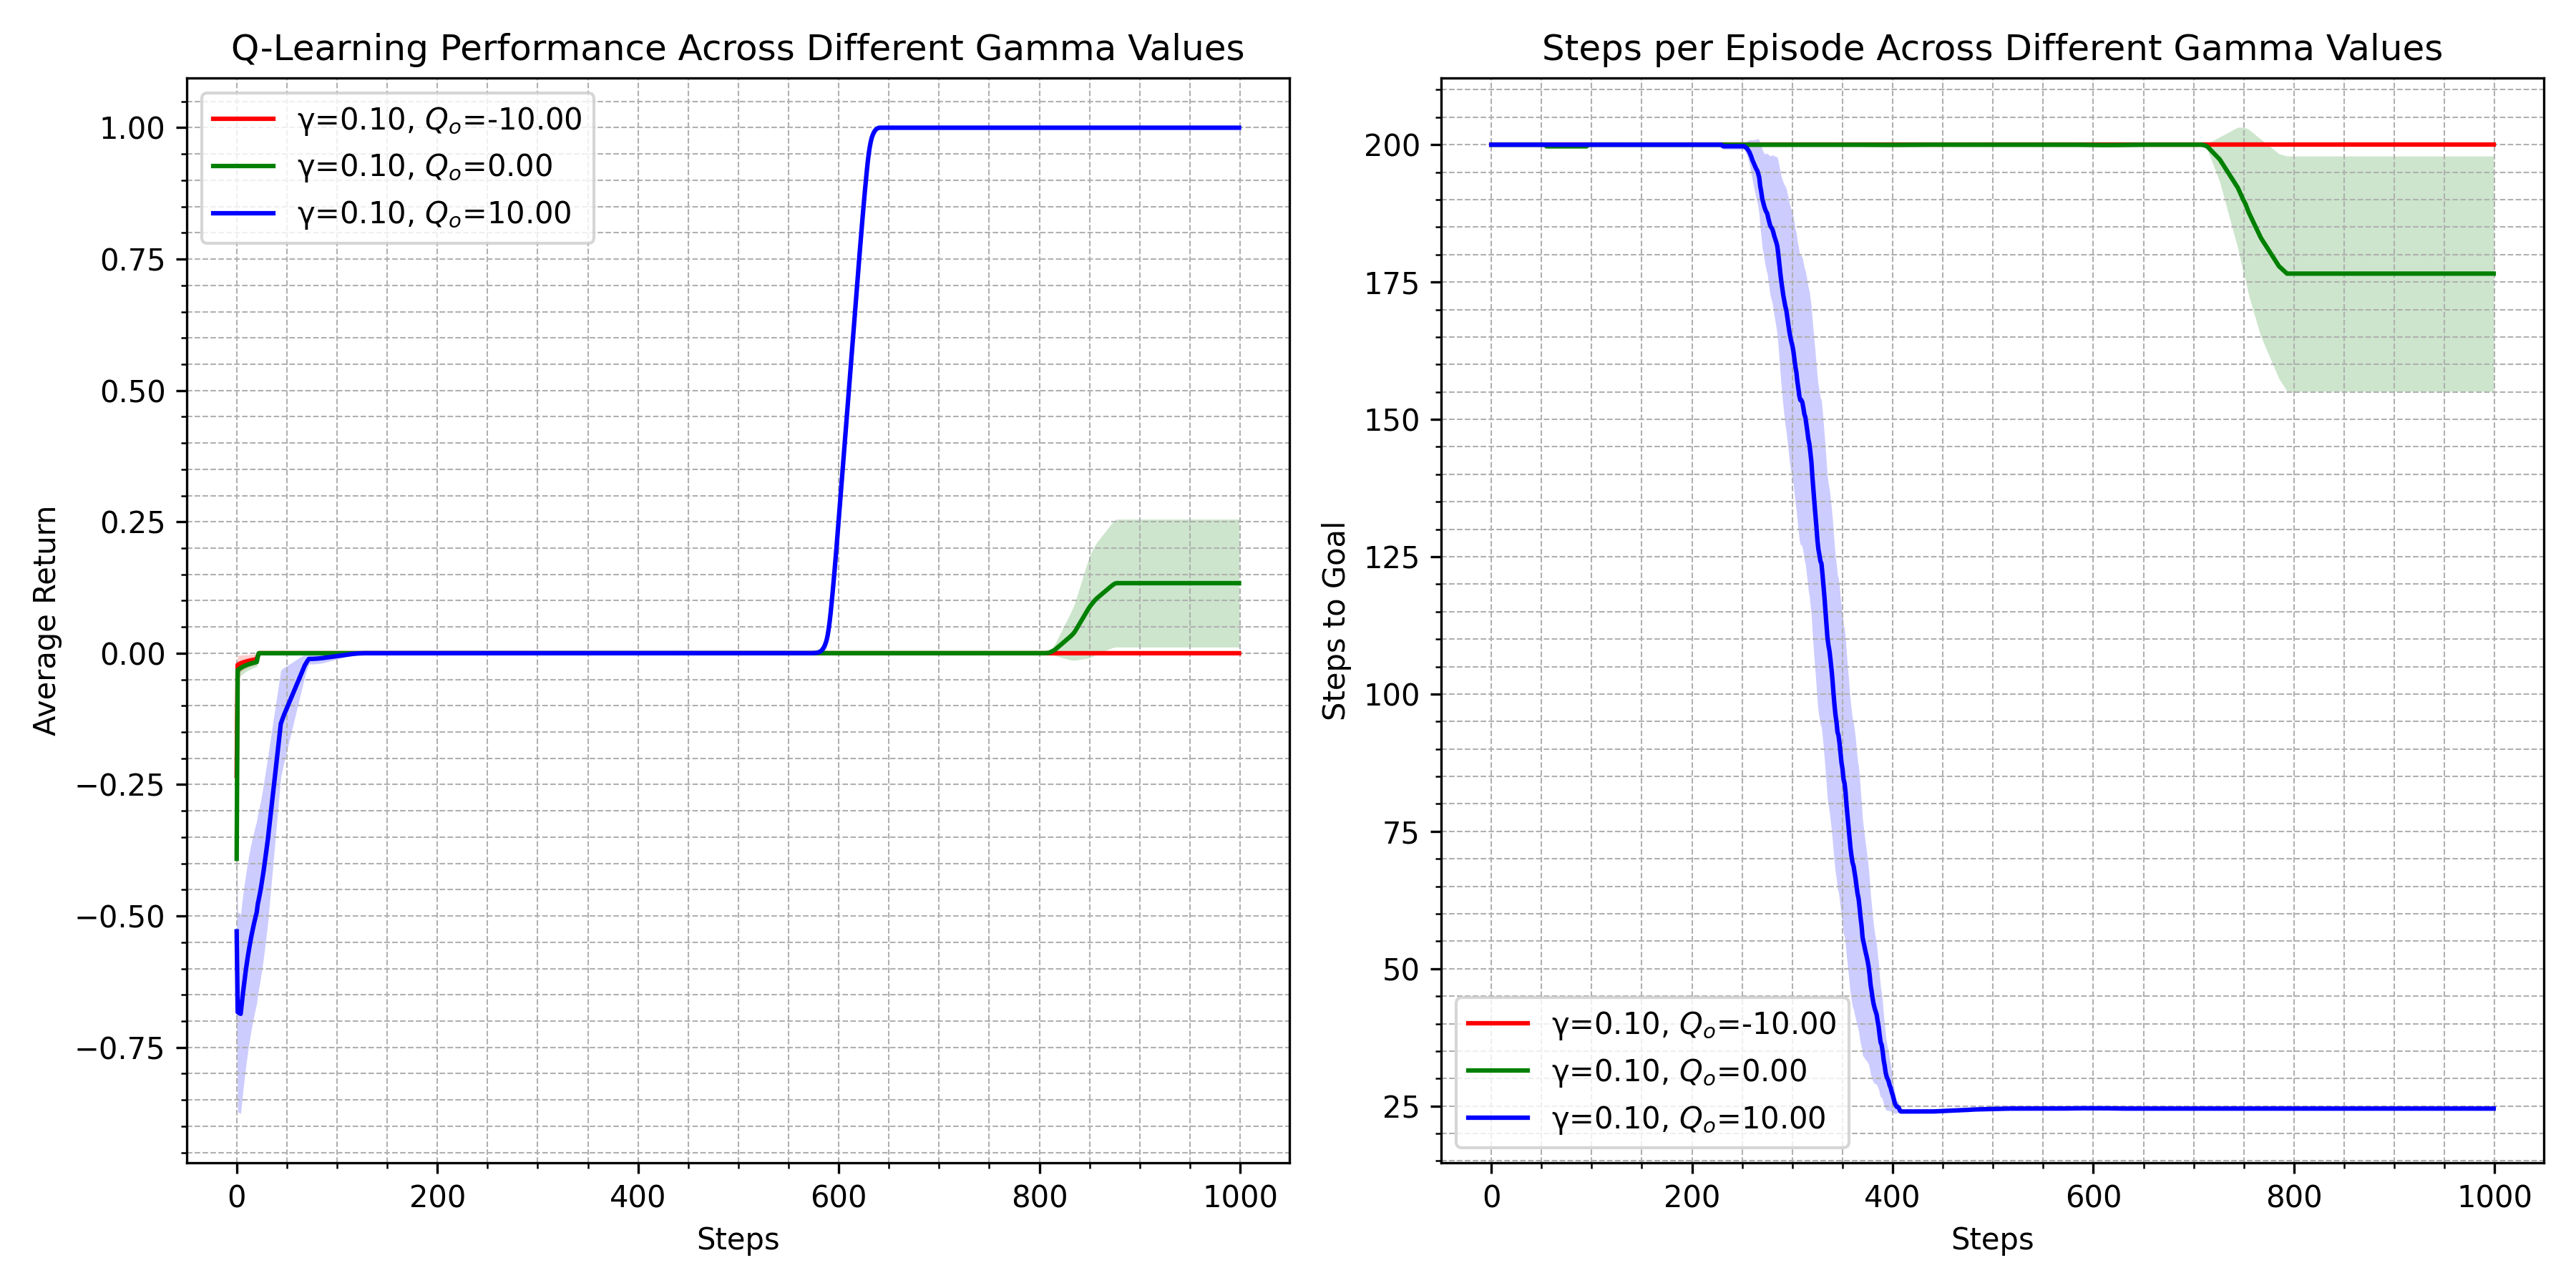 Q-Learning Performance Across Different Gamma Values
γ=0.10, Qₒ=-10.00
γ=0.10, Qₒ=0.00
γ=0.10, Qₒ=10.00
1.00
0.75
0.50
0.25
0.00
−0.25
−0.50
−0.75
Average Return
0 200 400 600 800 1000
Steps
Steps per Episode Across Different Gamma Values
200
175
150
125
100
75
50
25
Steps to Goal
γ=0.10, Qₒ=-10.00
γ=0.10, Qₒ=0.00
γ=0.10, Qₒ=10.00
0 200 400 600 800 1000
Steps